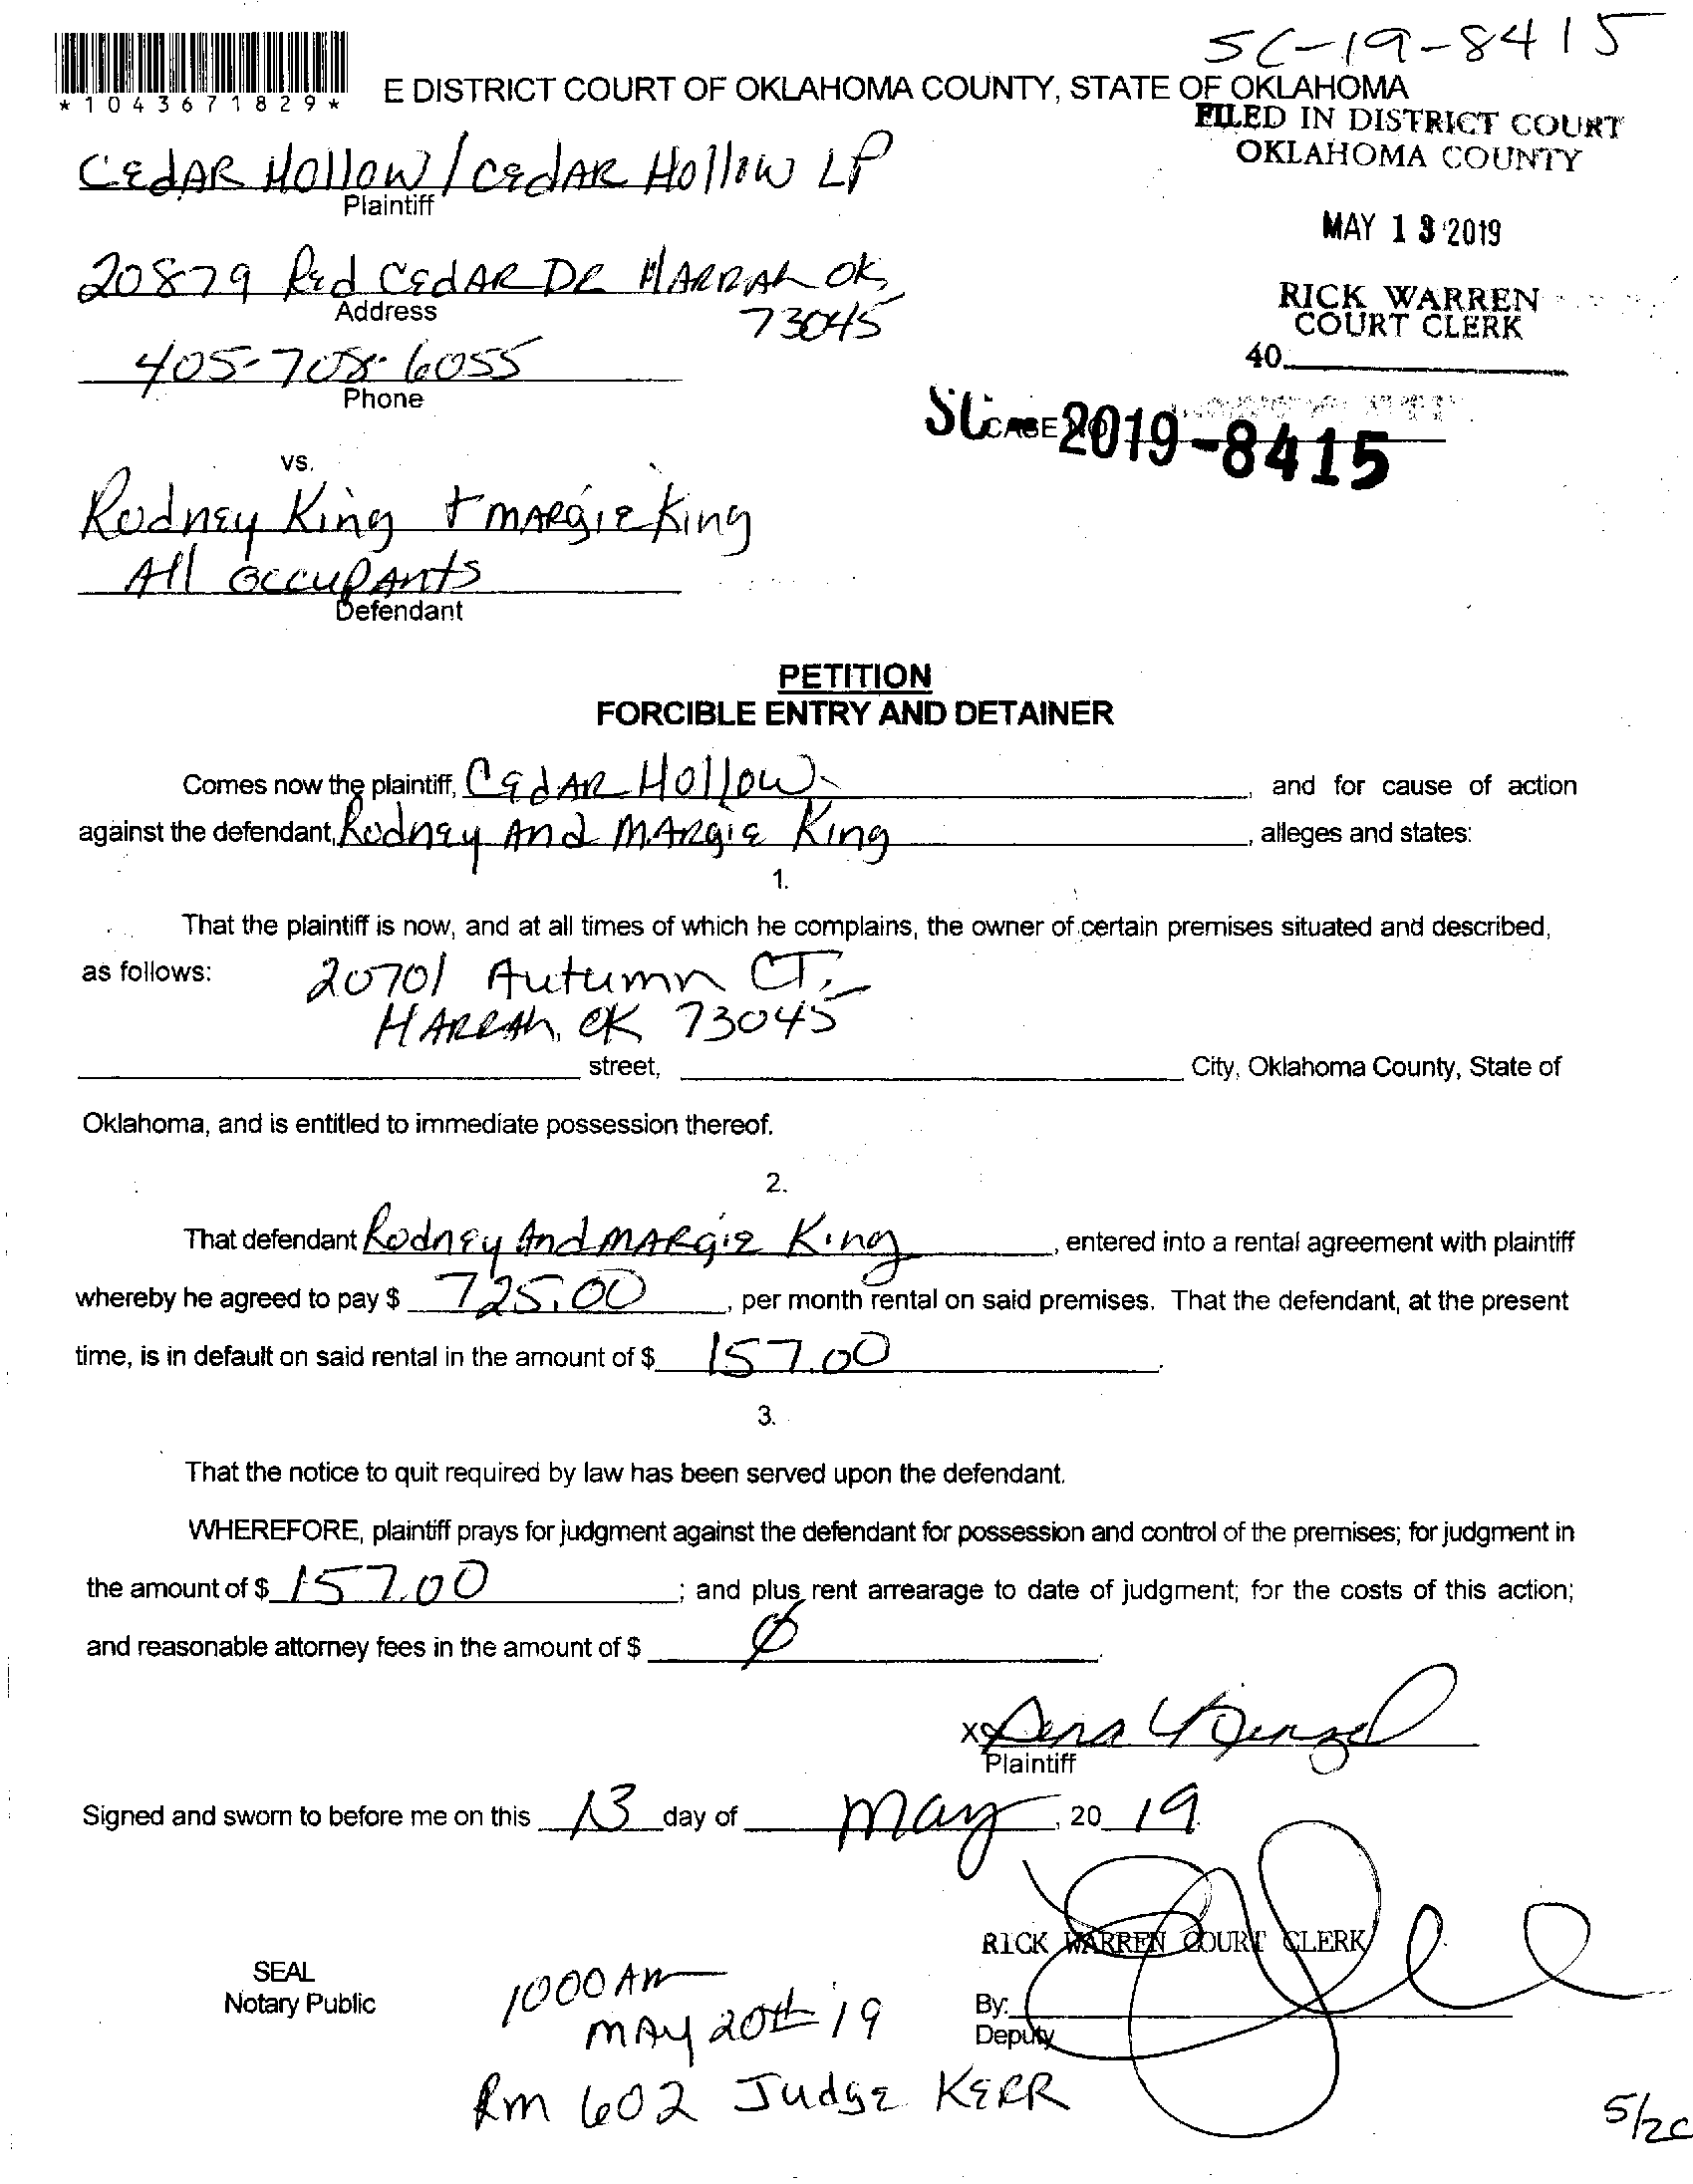 SC-19-8415
*1043671829*
E DISTRICT COURT OF OKLAHOMA COUNTY, STATE OF OKLAHOMA
FILED IN DISTRICT COURT
OKLAHOMA COUNTY
CEDAR Hollow / CEDAR Hollow LP
Plaintiff
MAY 13 2019
20879 Red CEDAR DR HARRAH OK
Address
73045
RICK WARREN
COURT CLERK
40
405-708-6055
Phone
CASE NO.
SC-2019-8415
vs.
Rodney King + MARgie King
All occupAnts
Defendant
PETITION
FORCIBLE ENTRY AND DETAINER
Comes now the plaintiff, CEDAR Hollow, and for cause of action
against the defendant, Rodney And MARgie King, alleges and states:
1.
That the plaintiff is now, and at all times of which he complains, the owner of certain premises situated and described,
as follows: 20701 Autumn CT,
HARRAh, OK 73045
street, City, Oklahoma County, State of
Oklahoma, and is entitled to immediate possession thereof.
2.
That defendant Rodney And MARgie King, entered into a rental agreement with plaintiff
whereby he agreed to pay $ 725.00, per month rental on said premises. That the defendant, at the present
time, is in default on said rental in the amount of $ 157.00.
3.
That the notice to quit required by law has been served upon the defendant.
WHEREFORE, plaintiff prays for judgment against the defendant for possession and control of the premises; for judgment in
the amount of $ 157.00; and plus rent arrearage to date of judgment; for the costs of this action;
and reasonable attorney fees in the amount of $ ∅.
X
Plaintiff
Signed and sworn to before me on this 13 day of May, 20 19.
RICK WARREN COURT CLERK
SEAL
Notary Public
1000 AM
MAY 20th 19
By:
Deputy
Rm 602 Judge KERR
5/20